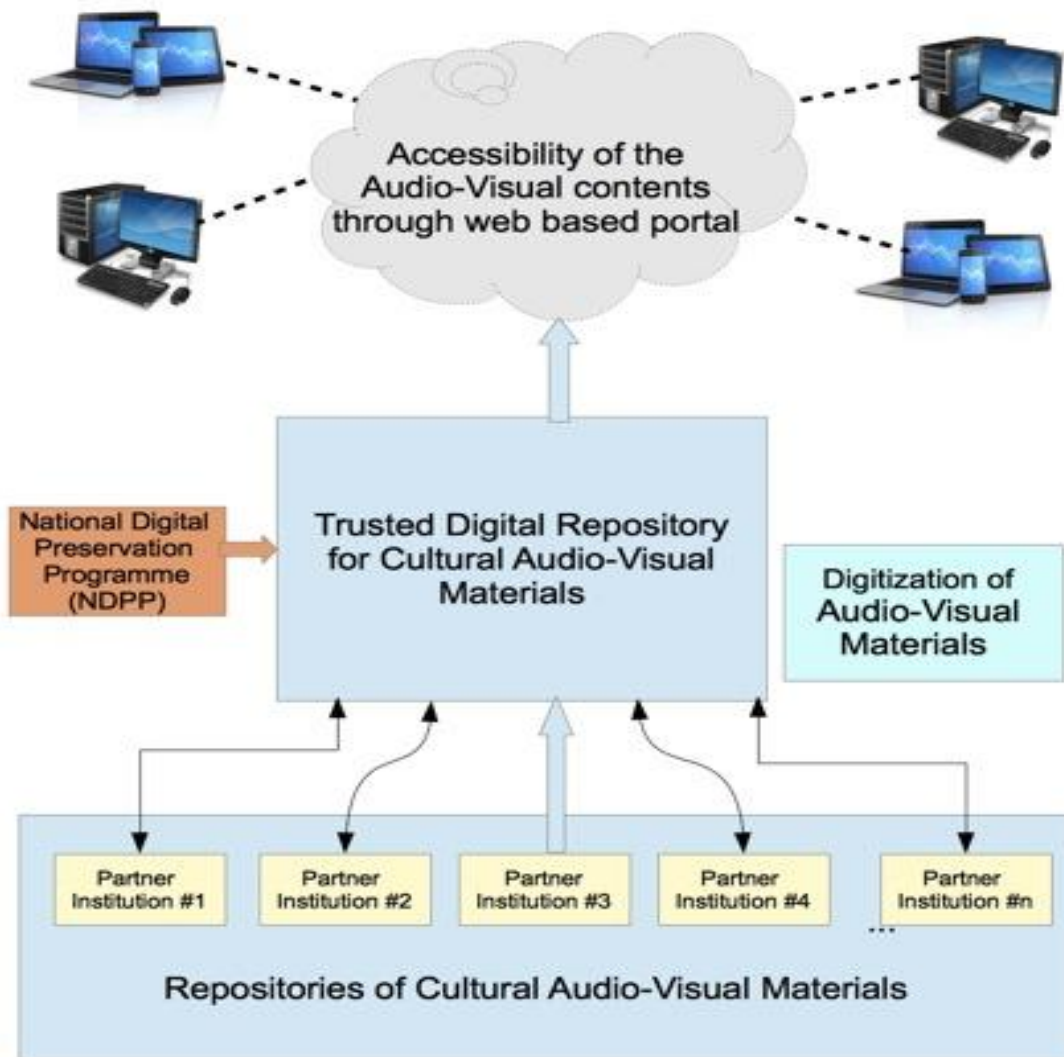 Accessibility of the
Audio-Visual contents
through web based portal
National Digital
Preservation
Programme
(NDPP)
Trusted Digital Repository
for Cultural Audio-Visual
Materials
Digitization of
Audio-Visual
Materials
Partner
Institution #1
Partner
Institution #2
Partner
Institution #3
Partner
Institution #4
...
Partner
Institution #n
Repositories of Cultural Audio-Visual Materials